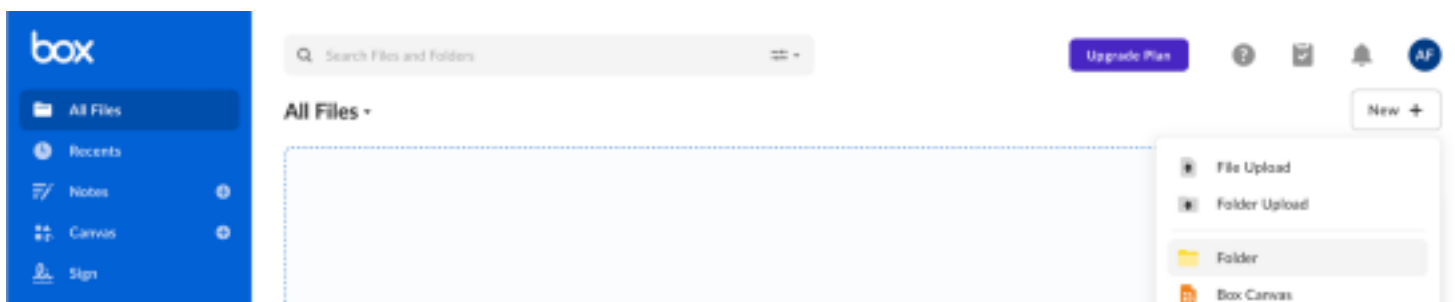 box
Search Files and Folders
Upgrade Plan
AF
All Files
All Files
New +
Recents
File Upload
Notes
Folder Upload
Canvas
Folder
Sign
Box Canvas